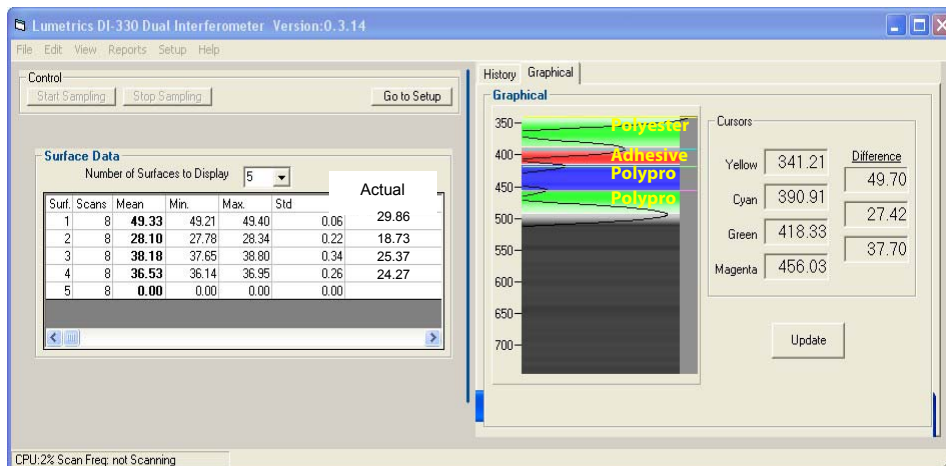 Lumetrics DI-330 Dual Interferometer Version:0.3.14
File Edit View Reports Setup Help
Control
Start Sampling Stop Sampling Go to Setup
Surface Data
Number of Surfaces to Display 5
Actual
Surf. Scans Mean Min. Max. Std
1 8 49.33 49.21 49.40 0.06 29.86
2 8 28.10 27.78 28.34 0.22 18.73
3 8 38.18 37.65 38.80 0.34 25.37
4 8 36.53 36.14 36.95 0.26 24.27
5 8 0.00 0.00 0.00 0.00
History Graphical
Graphical
350
400
450
500
550
600
650
700
Polyester
Adhesive
Polypro
Polypro
Cursors
Difference
Yellow 341.21
49.70
Cyan 390.91
27.42
Green 418.33
37.70
Magenta 456.03
Update
CPU:2% Scan Freq: not Scanning